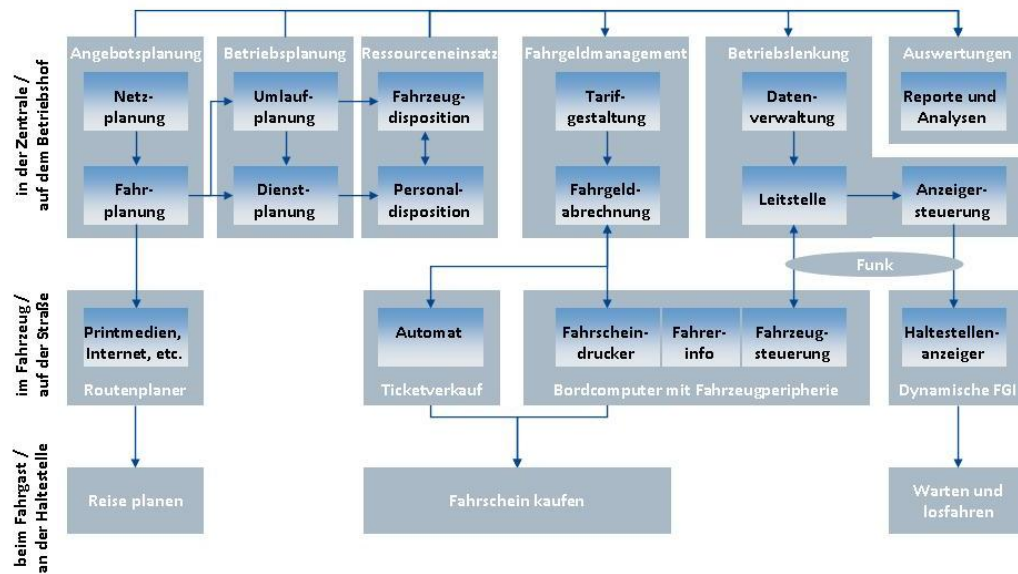 in der Zentrale /
auf dem Betriebshof
Angebotsplanung
Netz-
planung
Fahr-
planung
Betriebsplanung
Umlauf-
planung
Dienst-
planung
Ressourceneinsatz
Fahrzeug-
disposition
Personal-
disposition
Fahrgeldmanagement
Tarif-
gestaltung
Fahrgeld-
abrechnung
Betriebslenkung
Daten-
verwaltung
Leitstelle
Auswertungen
Reporte und
Analysen
Anzeiger-
steuerung
Funk
im Fahrzeug /
auf der Straße
Printmedien,
Internet, etc.
Routenplaner
Automat
Ticketverkauf
Fahrschein-
drucker
Fahrer-
info
Fahrzeug-
steuerung
Bordcomputer mit Fahrzeugperipherie
Haltestellen-
anzeiger
Dynamische FGI
beim Fahrgast /
an der Haltestelle
Reise planen
Fahrschein kaufen
Warten und
losfahren